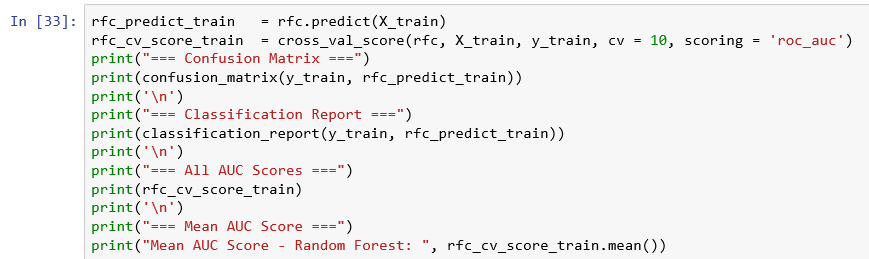 In [33]: rfc_predict_train   = rfc.predict(X_train)
rfc_cv_score_train  = cross_val_score(rfc, X_train, y_train, cv = 10, scoring = 'roc_auc')
print("=== Confusion Matrix ===")
print(confusion_matrix(y_train, rfc_predict_train))
print('\n')
print("=== Classification Report ===")
print(classification_report(y_train, rfc_predict_train))
print('\n')
print("=== All AUC Scores ===")
print(rfc_cv_score_train)
print('\n')
print("=== Mean AUC Score ===")
print("Mean AUC Score - Random Forest: ", rfc_cv_score_train.mean())